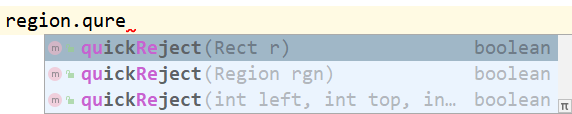 region.qure
m quickReject(Rect r) boolean
m quickReject(Region rgn) boolean
m quickReject(int left, int top, in… boolean
π